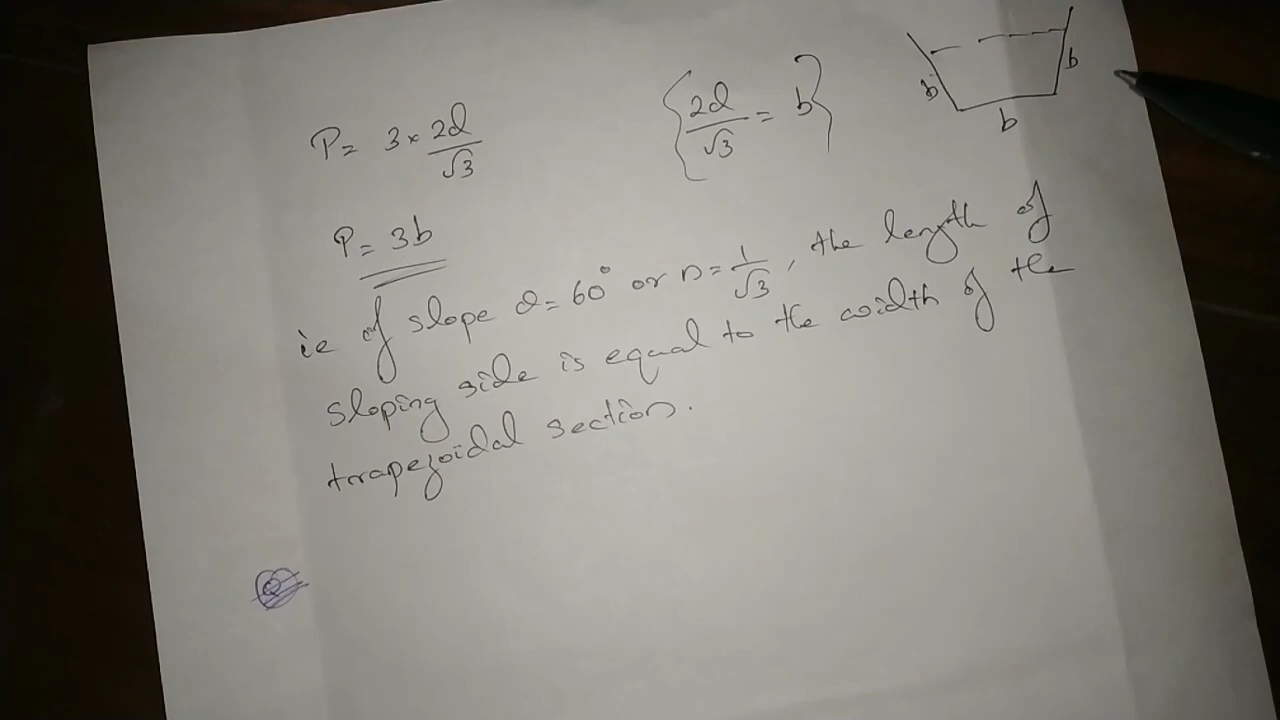 P = 3 × 2d/√3 { 2d/√3 = b }
b b
b
P = 3b
ie of slope θ = 60° or n = 1/√3, the length of
sloping side is equal to the width of the
trapezoidal section.